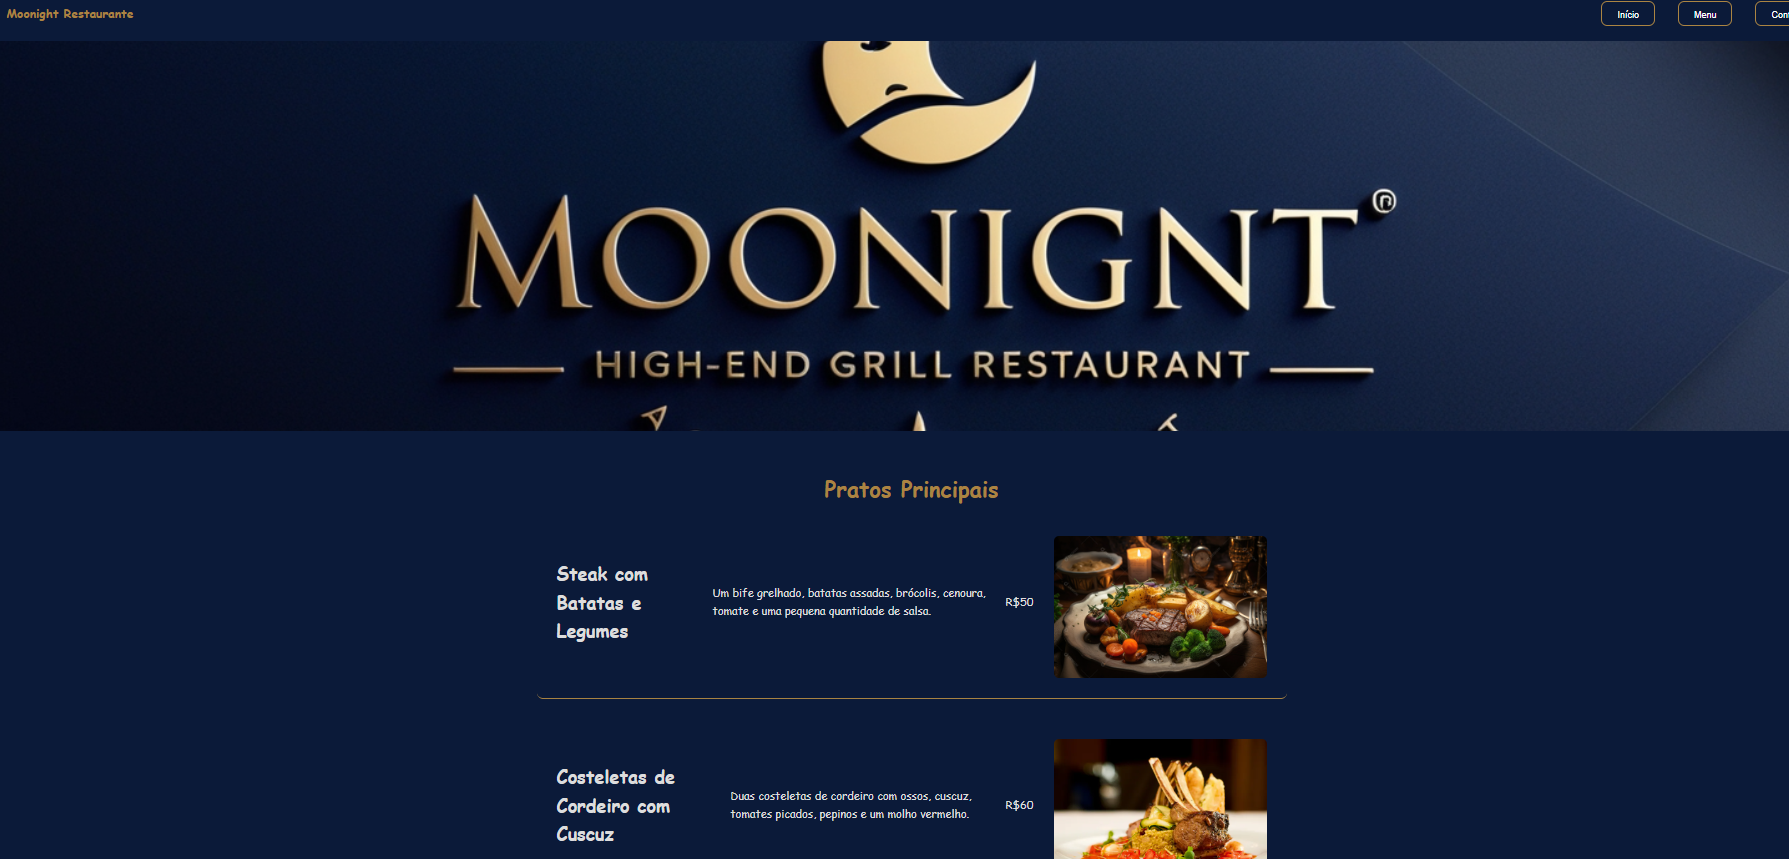 Moonight Restaurante
Início
Menu
MOONIGNT®
HIGH-END GRILL RESTAURANT
Pratos Principais
Steak com
Batatas e
Legumes
Um bife grelhado, batatas assadas, brócolis, cenoura,
tomate e uma pequena quantidade de salsa.
R$50
Costeletas de
Cordeiro com
Cuscuz
Duas costeletas de cordeiro com ossos, cuscuz,
tomates picados, pepinos e um molho vermelho.
R$60